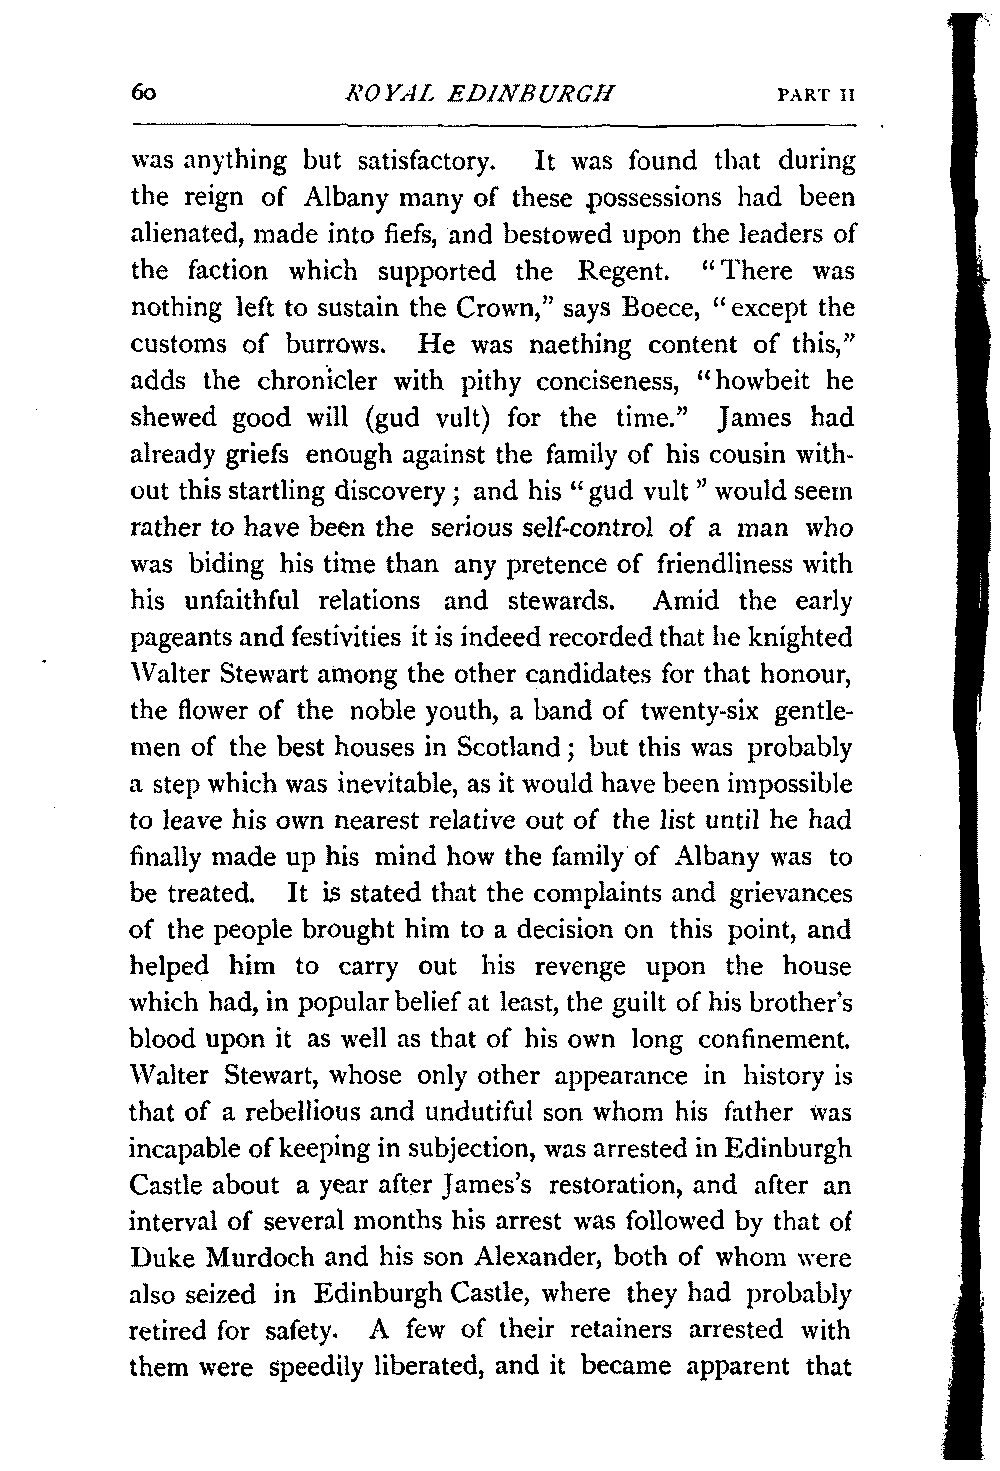 60 ROYAL EDINBURGH PART II
was anything but satisfactory. It was found that during
the reign of Albany many of these possessions had been
alienated, made into fiefs, and bestowed upon the leaders of
the faction which supported the Regent. "There was
nothing left to sustain the Crown," says Boece, "except the
customs of burrows. He was naething content of this,"
adds the chronicler with pithy conciseness, "howbeit he
shewed good will (gud vult) for the time." James had
already griefs enough against the family of his cousin with-
out this startling discovery; and his "gud vult" would seem
rather to have been the serious self-control of a man who
was biding his time than any pretence of friendliness with
his unfaithful relations and stewards. Amid the early
pageants and festivities it is indeed recorded that he knighted
Walter Stewart among the other candidates for that honour,
the flower of the noble youth, a band of twenty-six gentle-
men of the best houses in Scotland; but this was probably
a step which was inevitable, as it would have been impossible
to leave his own nearest relative out of the list until he had
finally made up his mind how the family of Albany was to
be treated. It is stated that the complaints and grievances
of the people brought him to a decision on this point, and
helped him to carry out his revenge upon the house
which had, in popular belief at least, the guilt of his brother's
blood upon it as well as that of his own long confinement.
Walter Stewart, whose only other appearance in history is
that of a rebellious and undutiful son whom his father was
incapable of keeping in subjection, was arrested in Edinburgh
Castle about a year after James's restoration, and after an
interval of several months his arrest was followed by that of
Duke Murdoch and his son Alexander, both of whom were
also seized in Edinburgh Castle, where they had probably
retired for safety. A few of their retainers arrested with
them were speedily liberated, and it became apparent that